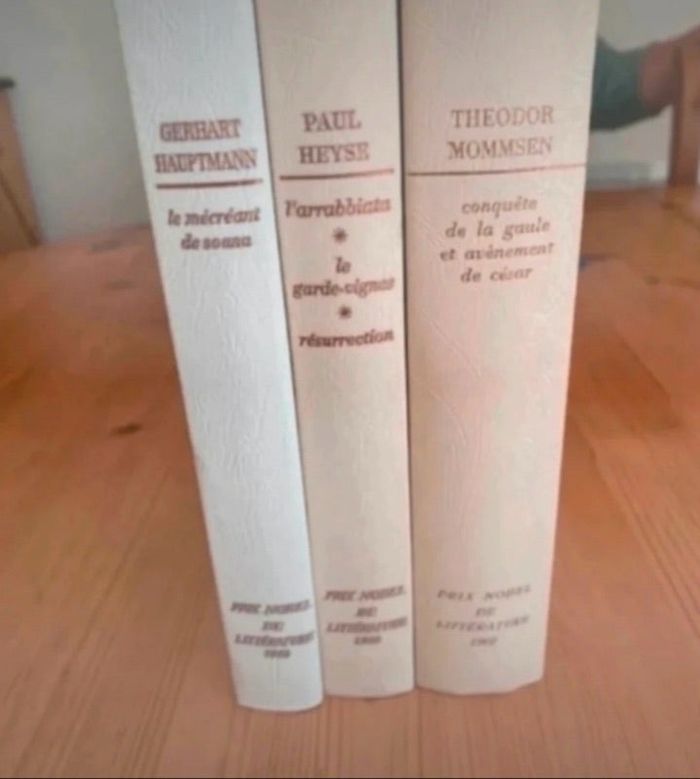 GERHART
HAUPTMANN
le mécréant
de soana
PRIX NOBEL
DE
LITTÉRATURE
PAUL
HEYSE
l'arrabbiata
*
le
garde-vignes
*
résurrection
PRIX NOBEL
DE
LITTÉRATURE
THEODOR
MOMMSEN
conquête
de la gaule
et avènement
de césar
PRIX NOBEL
DE
LITTÉRATURE
1902